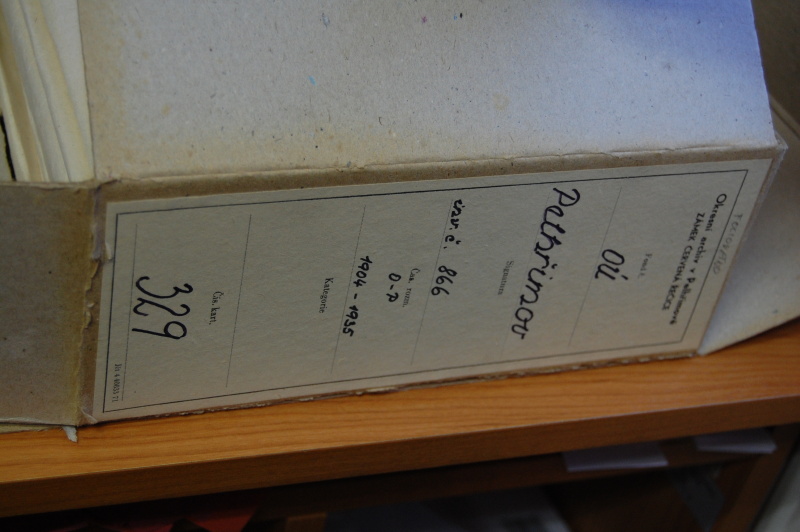 Okresní archiv v Pelhřimově
ZÁMEK ČERVENÁ ŘEČICE
Fond č.
OÚ
Pelhřimov
Signatura
inv. č. 866
Čas. rozm.
1904 - 1935
Kategorie
Čís. kart.
329